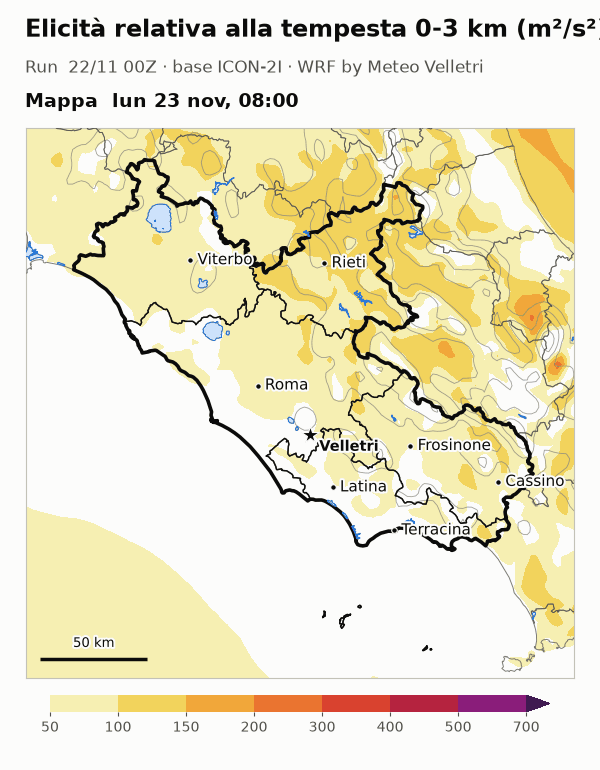 Elicità relativa alla tempesta 0-3 km (m²/s²)
Run 22/11 00Z · base ICON-2I · WRF by Meteo Velletri
Mappa lun 23 nov, 08:00
Viterbo
Rieti
Roma
Velletri
Frosinone
Cassino
Latina
Terracina
50 km
50 100 150 200 300 400 500 700